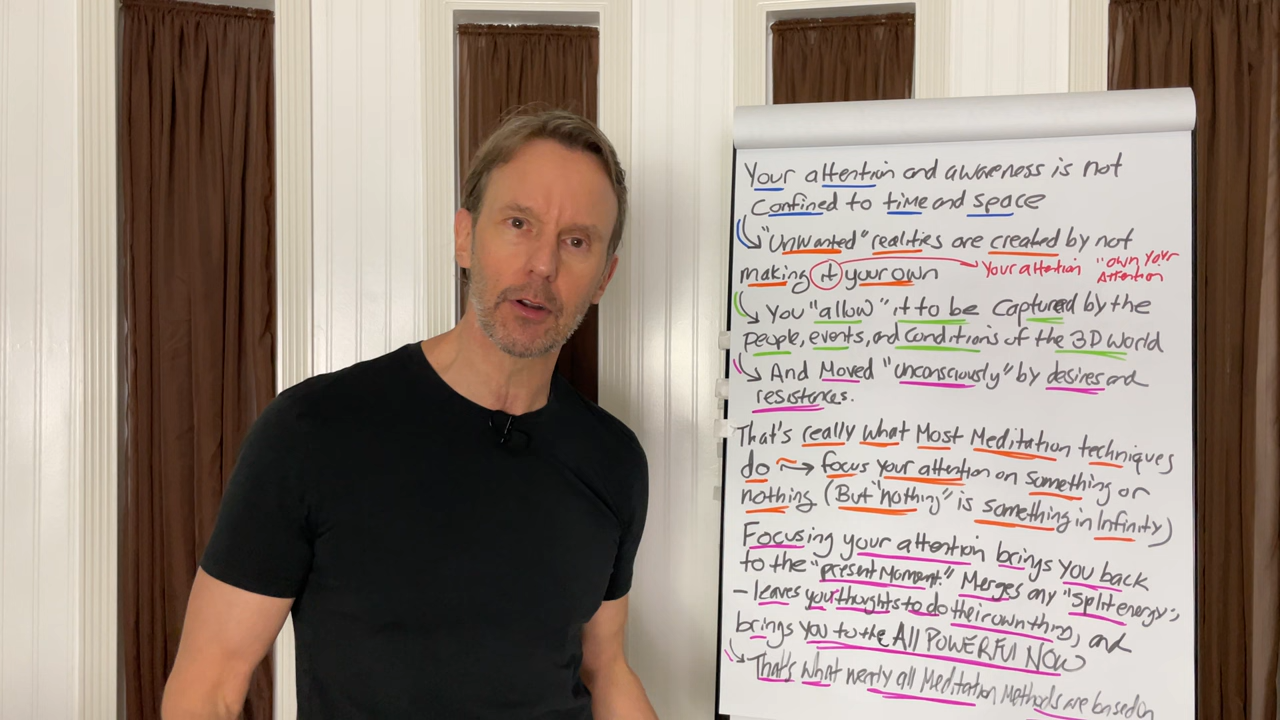 Your attention and awareness is not
confined to time and space
"Unwanted" realities are created by not
making it your own
Your attention "own your
Attention
You "allow" it to be captured by the
people, events, and conditions of the 3D World
And Moved "unconsciously" by desires and
resistances.
That's really what Most Meditation techniques
do → focus your attention on something or
nothing (But "nothing" is something in Infinity)
Focusing your attention brings you back
to the "present Moment." Merges any "split energy",
- leaves your thoughts to do their own thing, and
brings you to the All POWERFUL NOW
That's what nearly all Meditation Methods are based on